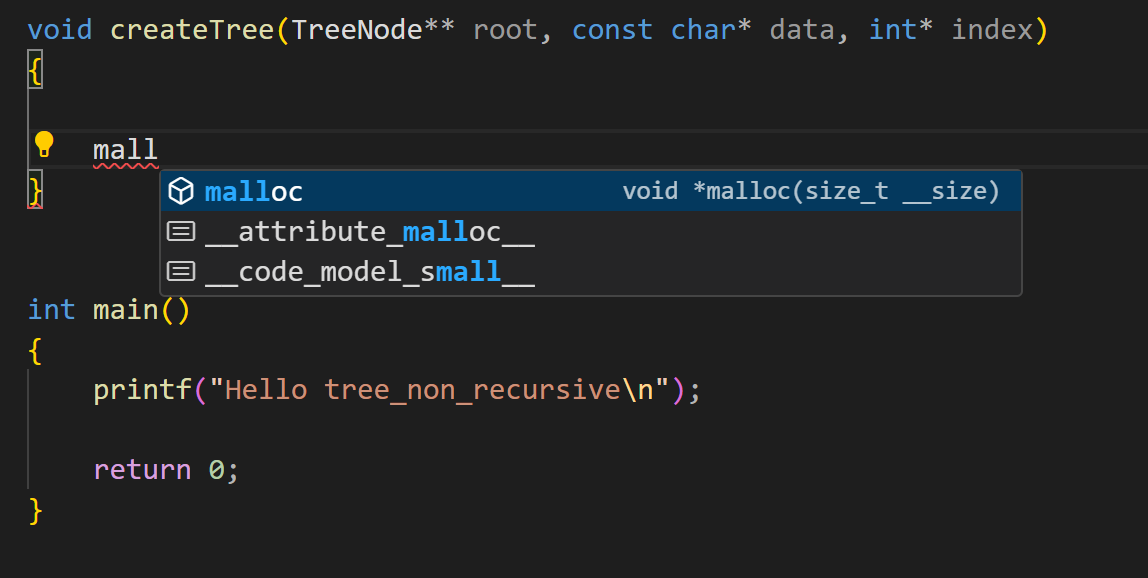 void createTree(TreeNode** root, const char* data, int* index)
{
mall
}
malloc void *malloc(size_t __size)
__attribute_malloc__
__code_model_small__
int main()
{
printf("Hello tree_non_recursive\n");
return 0;
}